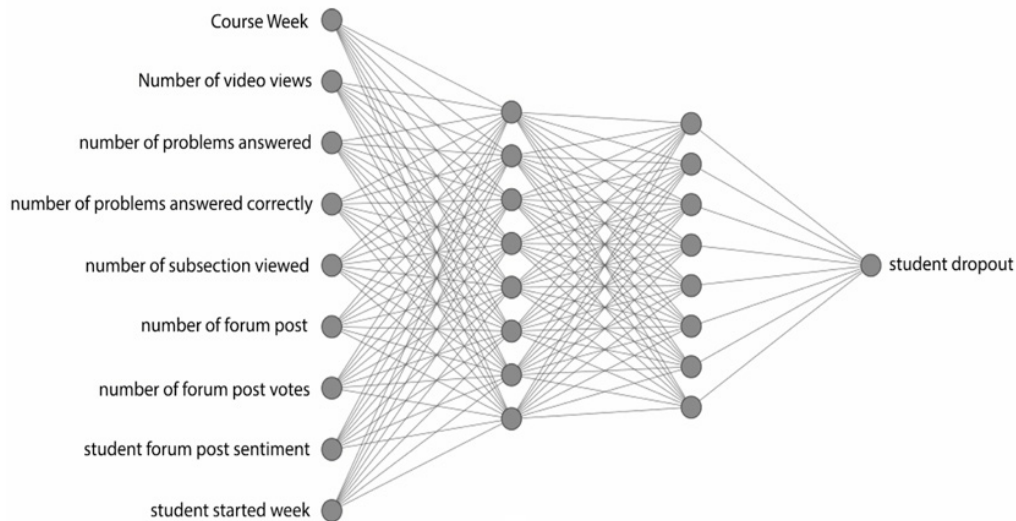 Course Week
Number of video views
number of problems answered
number of problems answered correctly
number of subsection viewed
number of forum post
number of forum post votes
student forum post sentiment
student started week
student dropout